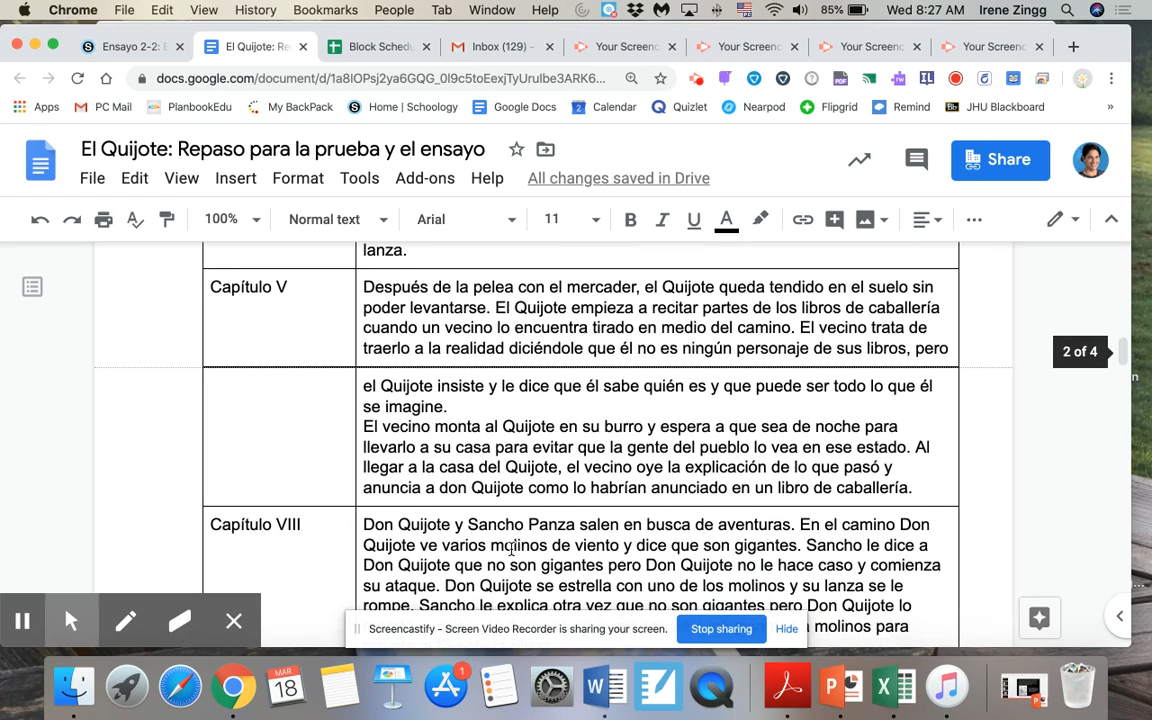 Chrome File Edit View History Bookmarks People Tab Window Help 85% Wed 8:27 AM Irene Zingg
Ensayo 2-2: E El Quijote: Re Block Schedu Inbox (129) - Your Screenc Your Screenc Your Screenc Your Screenc
docs.google.com/document/d/
Apps PC Mail PlanbookEdu My BackPack Home | Schoology Google Docs Calendar Quizlet Nearpod Flipgrid Remind JHU Blackboard »
El Quijote: Repaso para la prueba y el ensayo
Share
File Edit View Insert Format Tools Add-ons Help All changes saved in Drive
100% Normal text Arial 11 B I U A
lanza.
Capítulo V
Después de la pelea con el mercader, el Quijote queda tendido en el suelo sin
poder levantarse. El Quijote empieza a recitar partes de los libros de caballería
cuando un vecino lo encuentra tirado en medio del camino. El vecino trata de
traerlo a la realidad diciéndole que él no es ningún personaje de sus libros, pero
2 of 4
el Quijote insiste y le dice que él sabe quién es y que puede ser todo lo que él
se imagine.
El vecino monta al Quijote en su burro y espera a que sea de noche para
llevarlo a su casa para evitar que la gente del pueblo lo vea en ese estado. Al
llegar a la casa del Quijote, el vecino oye la explicación de lo que pasó y
anuncia a don Quijote como lo habrían anunciado en un libro de caballería.
Capítulo VIII
Don Quijote y Sancho Panza salen en busca de aventuras. En el camino Don
Quijote ve varios molinos de viento y dice que son gigantes. Sancho le dice a
Don Quijote que no son gigantes pero Don Quijote no le hace caso y comienza
su ataque. Don Quijote se estrella con uno de los molinos y su lanza se le
rompe. Sancho le explica otra vez que no son gigantes pero Don Quijote lo
molinos para
Screencastify - Screen Video Recorder is sharing your screen. Stop sharing Hide
MAR
18
1